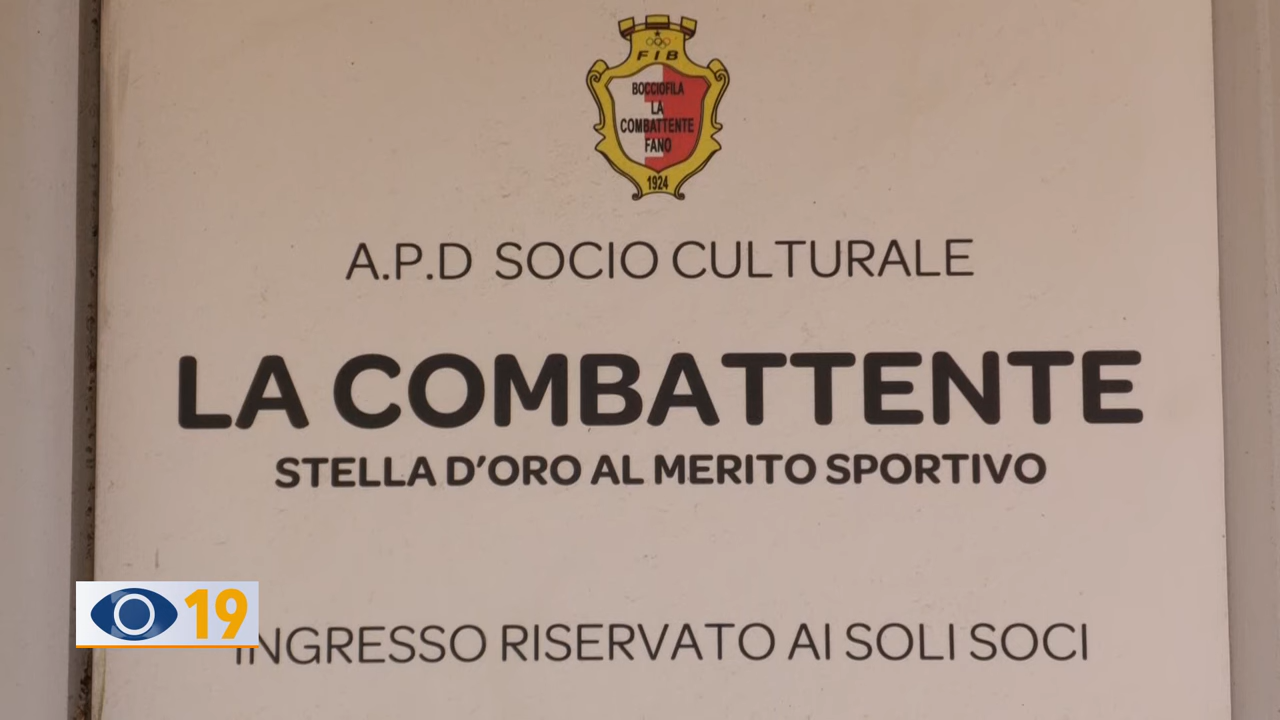 FIB
BOCCIOFILA
LA
COMBATTENTE
FANO
1924
A.P.D SOCIO CULTURALE
LA COMBATTENTE
STELLA D'ORO AL MERITO SPORTIVO
19
INGRESSO RISERVATO AI SOLI SOCI